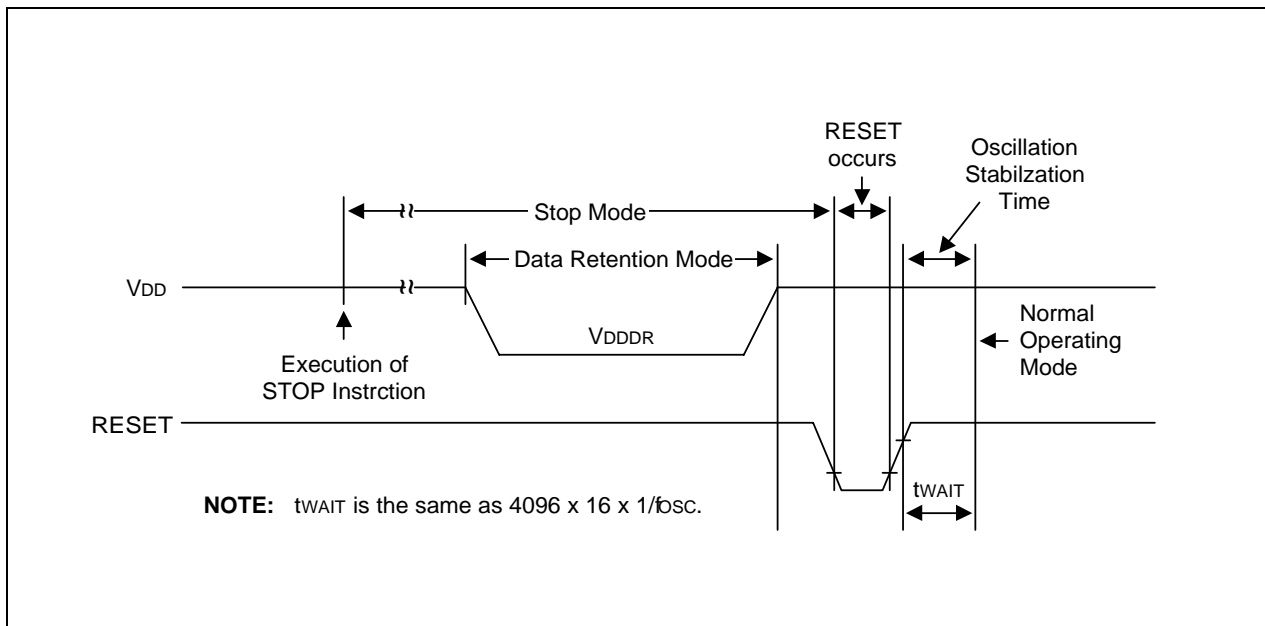 RESET
occurs
Oscillation
Stabilzation
Time
Stop Mode
Data Retention Mode
VDD
VDDDR
Normal
Operating
Mode
Execution of
STOP Instrction
RESET
tWAIT
NOTE: tWAIT is the same as 4096 x 16 x 1/fOSC.